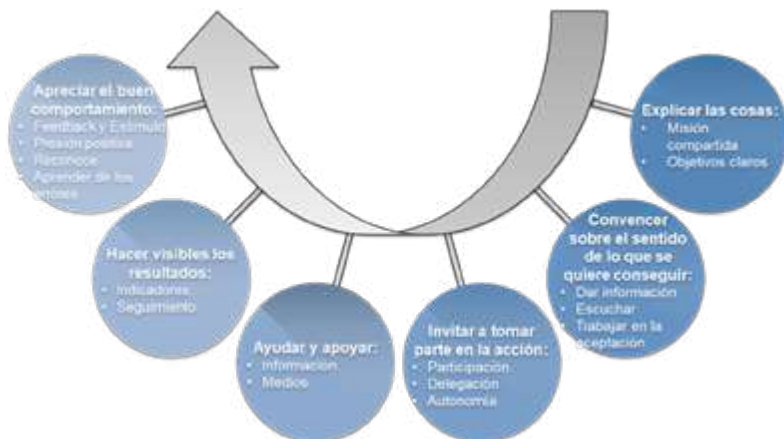 Apreciar el buen
comportamiento:
• Feedback y Estímulo
• Presión positiva
• Reconoce
• Aprender de los
errores
Hacer visibles los
resultados:
• Indicadores
• Seguimiento
Ayudar y apoyar:
• Información
• Medios
Invitar a tomar
parte en la acción:
• Participación
• Delegación
• Autonomía
Convencer
sobre el sentido
de lo que se
quiere conseguir:
• Dar información
• Escuchar
• Trabajar en la
aceptación
Explicar las cosas:
• Misión
compartida
• Objetivos claros